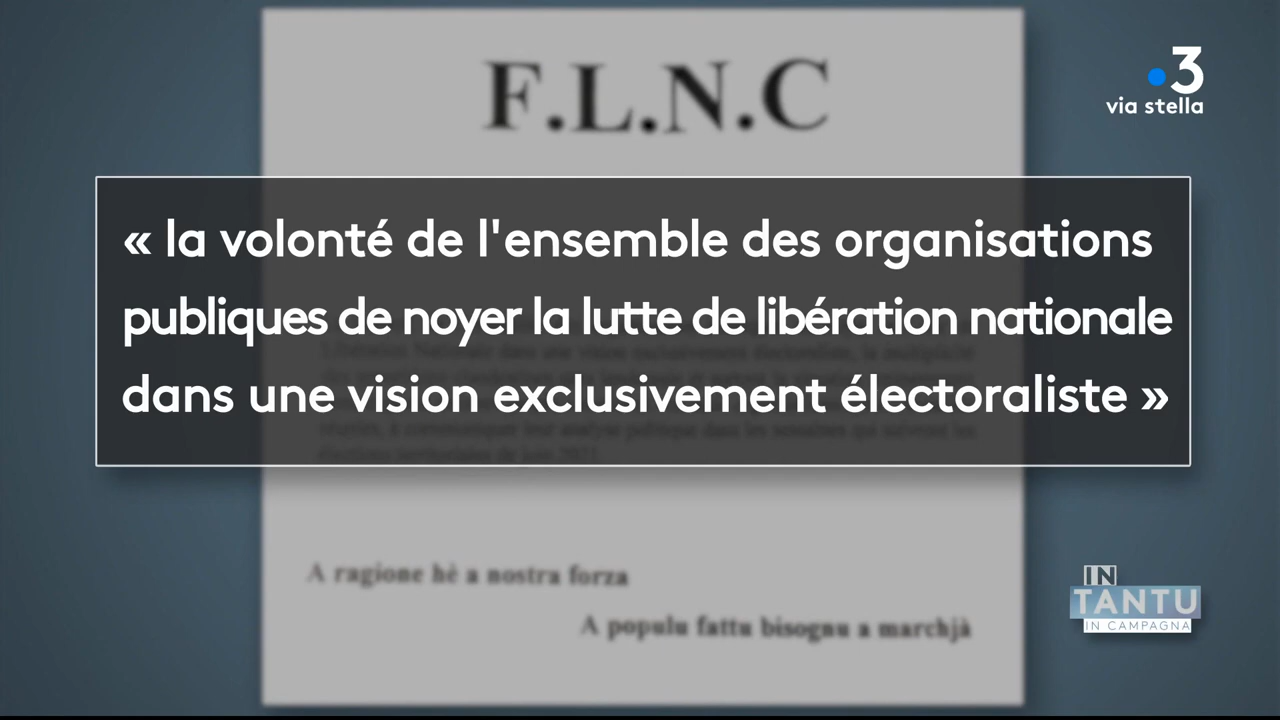 F.L.N.C
3
via stella
« la volonté de l'ensemble des organisations
publiques de noyer la lutte de libération nationale
dans une vision exclusivement électoraliste »
A ragione hè a nostra forza
A populu fattu bisognu a marchjà
IN
TANTU
IN CAMPAGNA